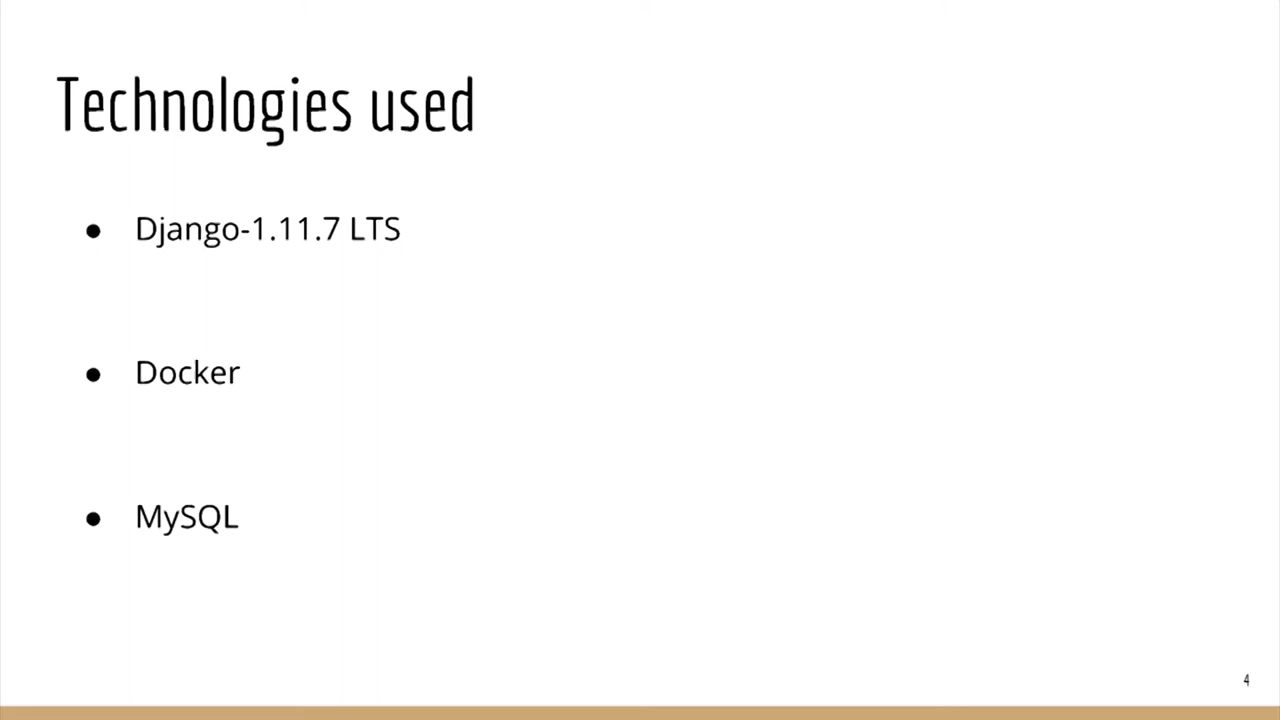 Technologies used
● Django-1.11.7 LTS
● Docker
● MySQL
4